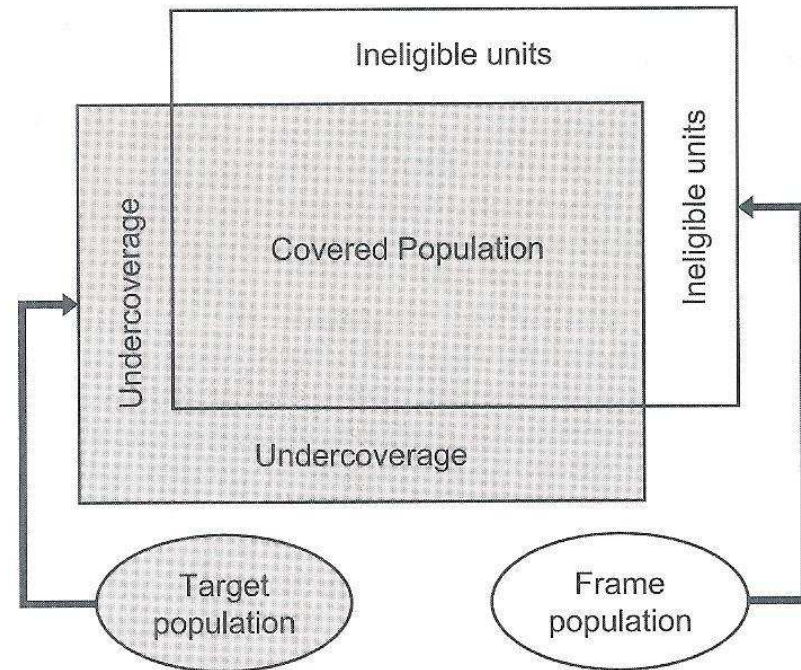 Ineligible units
Ineligible units
Undercoverage
Covered Population
Undercoverage
Target
population
Frame
population